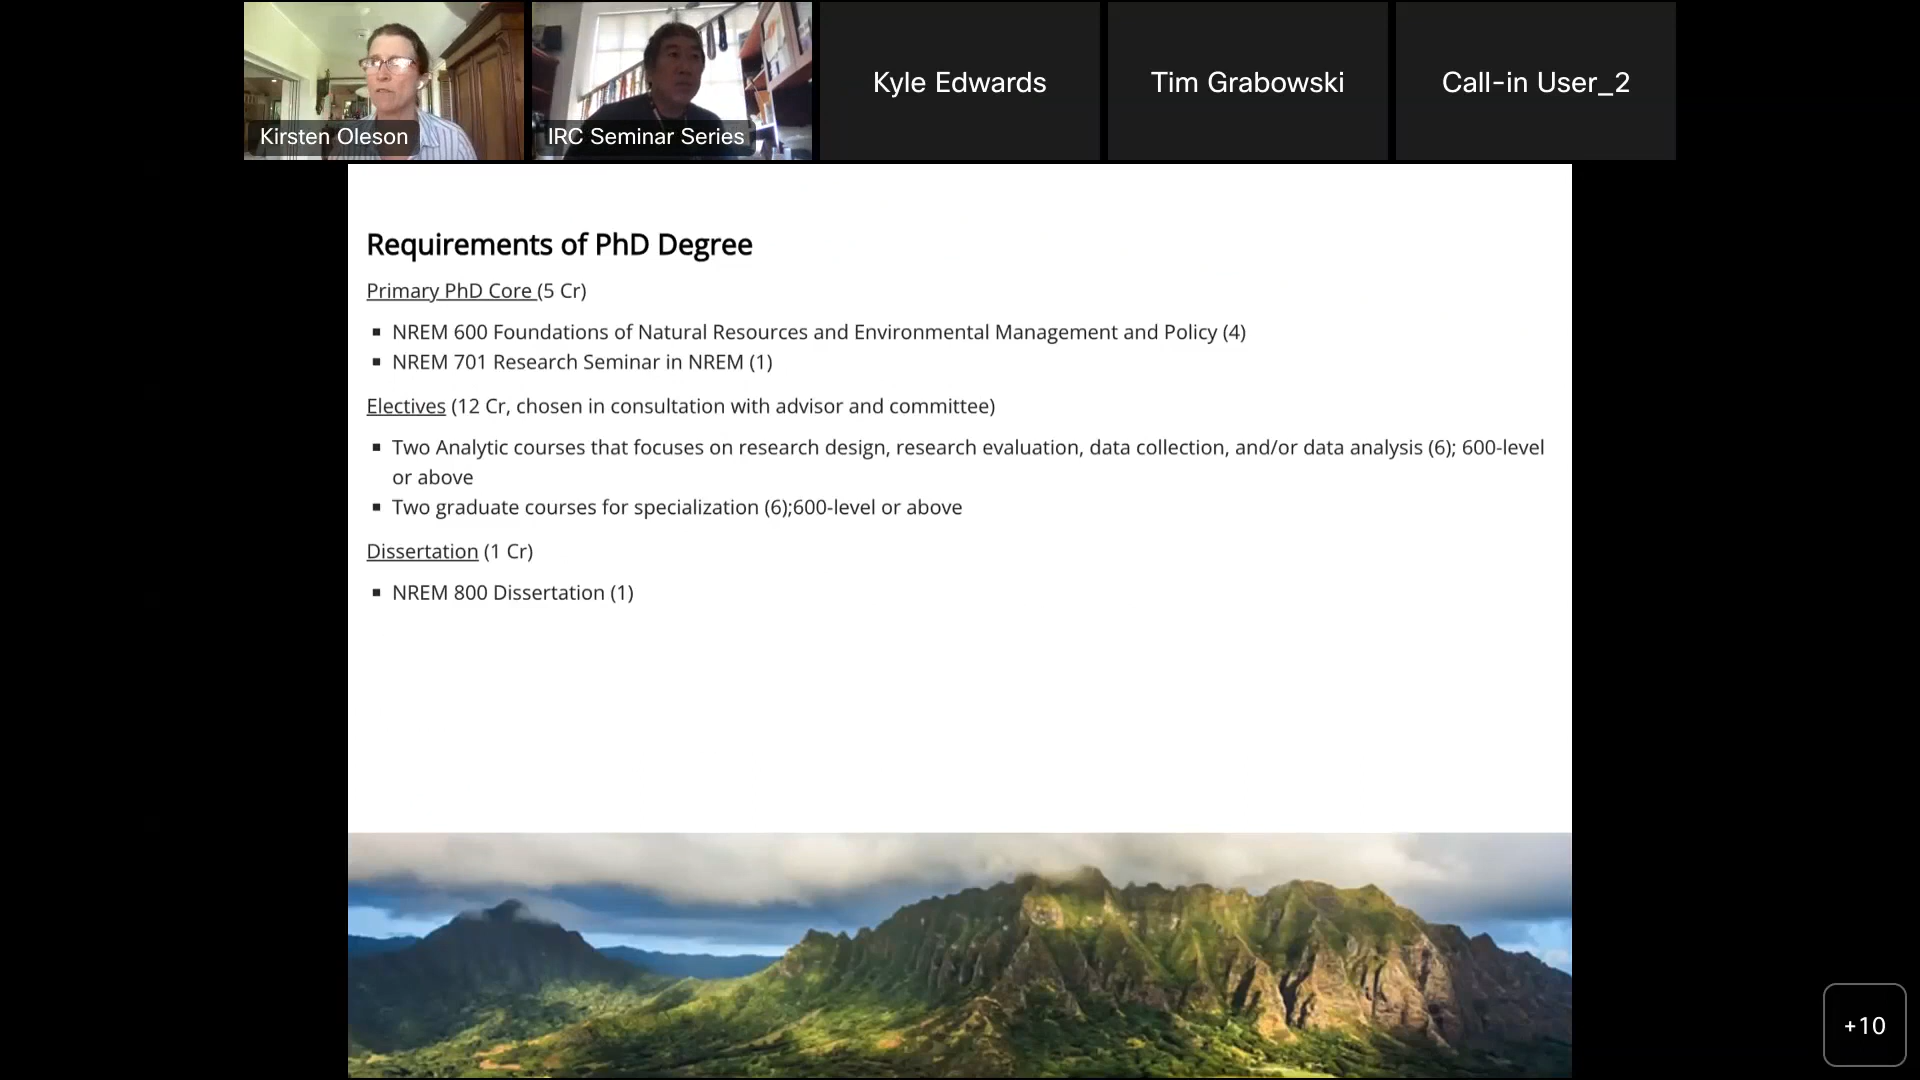 Kirsten Oleson
IRC Seminar Series
Kyle Edwards
Tim Grabowski
Call-in User_2
Requirements of PhD Degree
Primary PhD Core (5 Cr)
▪ NREM 600 Foundations of Natural Resources and Environmental Management and Policy (4)
▪ NREM 701 Research Seminar in NREM (1)
Electives (12 Cr, chosen in consultation with advisor and committee)
▪ Two Analytic courses that focuses on research design, research evaluation, data collection, and/or data analysis (6); 600-level
or above
▪ Two graduate courses for specialization (6);600-level or above
Dissertation (1 Cr)
▪ NREM 800 Dissertation (1)
+10